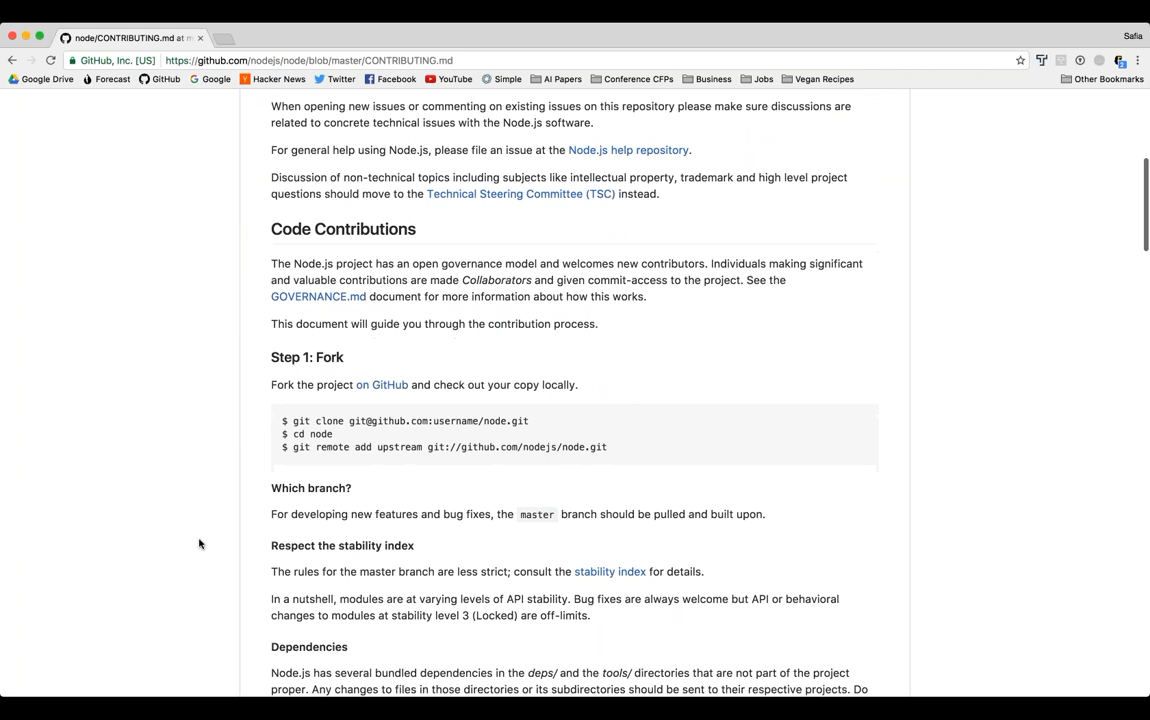 node/CONTRIBUTING.md at m
Safia
GitHub, Inc. [US] https://github.com/nodejs/node/blob/master/CONTRIBUTING.md
Google Drive Forecast GitHub Google Hacker News Twitter Facebook YouTube Simple AI Papers Conference CFPs Business Jobs Vegan Recipes Other Bookmarks
When opening new issues or commenting on existing issues on this repository please make sure discussions are
related to concrete technical issues with the Node.js software.
For general help using Node.js, please file an issue at the Node.js help repository.
Discussion of non-technical topics including subjects like intellectual property, trademark and high level project
questions should move to the Technical Steering Committee (TSC) instead.
Code Contributions
The Node.js project has an open governance model and welcomes new contributors. Individuals making significant
and valuable contributions are made Collaborators and given commit-access to the project. See the
GOVERNANCE.md document for more information about how this works.
This document will guide you through the contribution process.
Step 1: Fork
Fork the project on GitHub and check out your copy locally.
$ git clone git@github.com:username/node.git
$ cd node
$ git remote add upstream git://github.com/nodejs/node.git
Which branch?
For developing new features and bug fixes, the master branch should be pulled and built upon.
Respect the stability index
The rules for the master branch are less strict; consult the stability index for details.
In a nutshell, modules are at varying levels of API stability. Bug fixes are always welcome but API or behavioral
changes to modules at stability level 3 (Locked) are off-limits.
Dependencies
Node.js has several bundled dependencies in the deps/ and the tools/ directories that are not part of the project
proper. Any changes to files in those directories or its subdirectories should be sent to their respective projects. Do